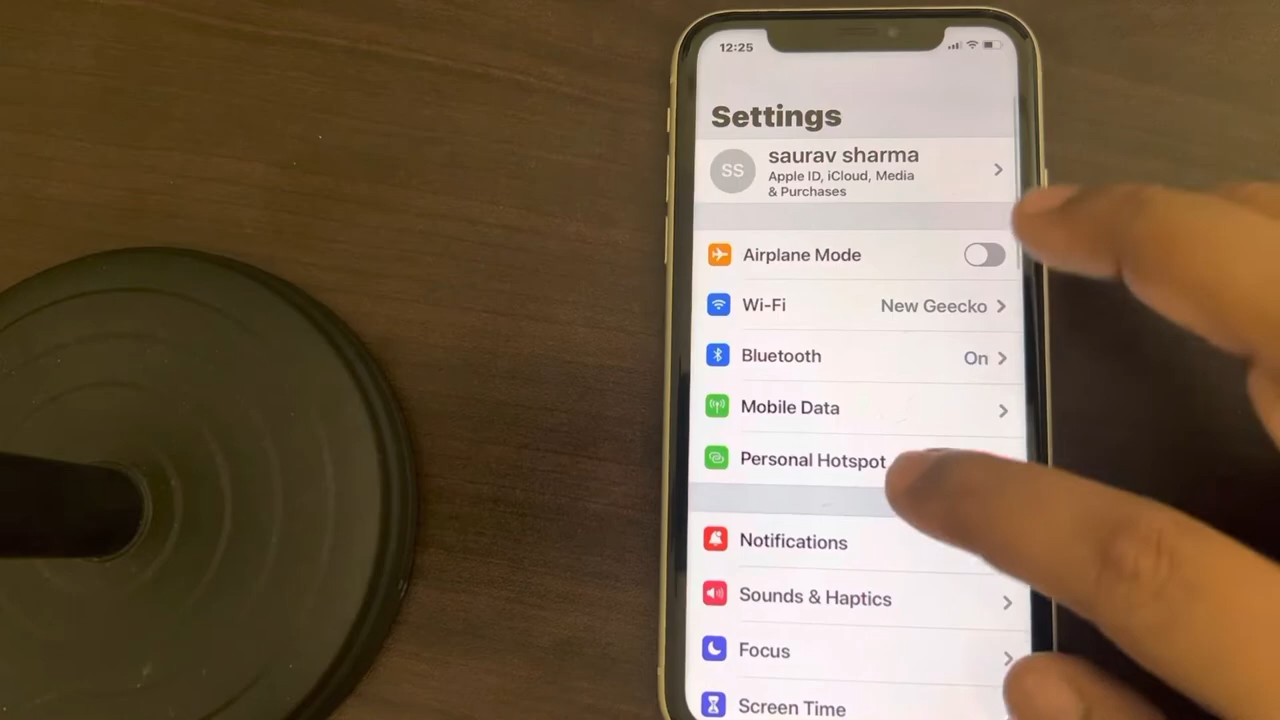 12:25
Settings
SS
saurav sharma
Apple ID, iCloud, Media
& Purchases
Airplane Mode
Wi-Fi New Geecko
Bluetooth On
Mobile Data
Personal Hotspot
Notifications
Sounds & Haptics
Focus
Screen Time